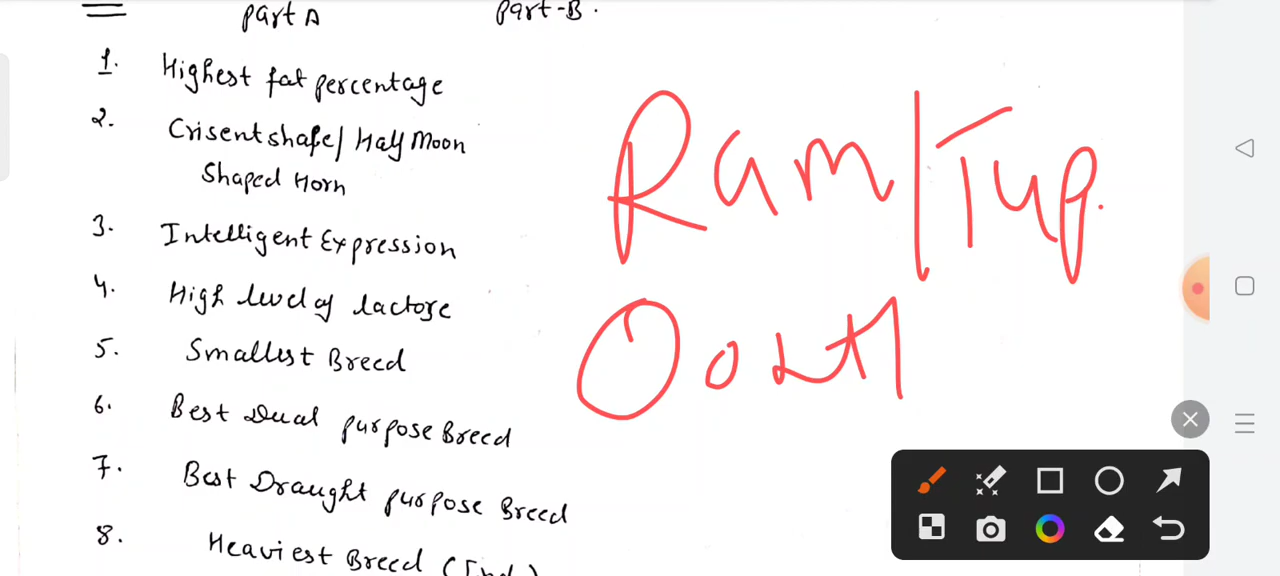 Part A Part-B.
1. Highest fat percentage
2. Crisent shape/ Half Moon
Shaped Horn
3. Intelligent Expression
4. High level of lactose
5. Smallest Breed
6. Best Dual purpose Breed
7. Best Draught purpose Breed
8. Heaviest Breed (Ind)
Ram/Tup.